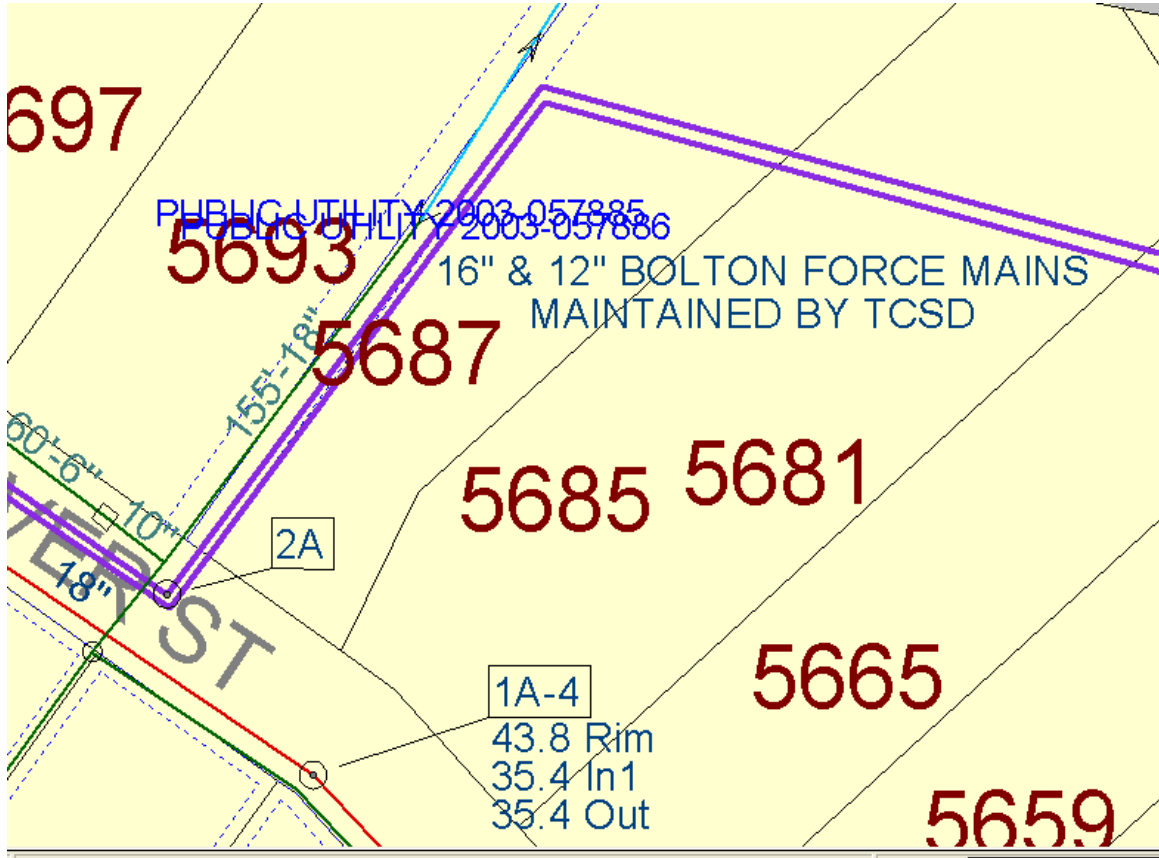 697
PUBLIC UTILITY 2003-057885
PUBLIC UTILITY 2003-057886
5693
16" & 12" BOLTON FORCE MAINS
MAINTAINED BY TCSD
155'-18"
5687
60'-6"
10"
5685
5681
2A
VER ST
18"
5665
1A-4
43.8 Rim
35.4 In1
35.4 Out
5659